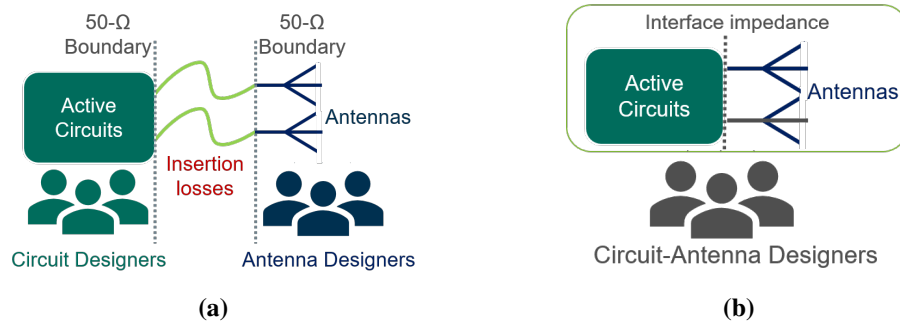 50-Ω
Boundary
50-Ω
Boundary
Active
Circuits
Antennas
Insertion
losses
Circuit Designers
Antenna Designers
(a)
Interface impedance
Active
Circuits
Antennas
Circuit-Antenna Designers
(b)